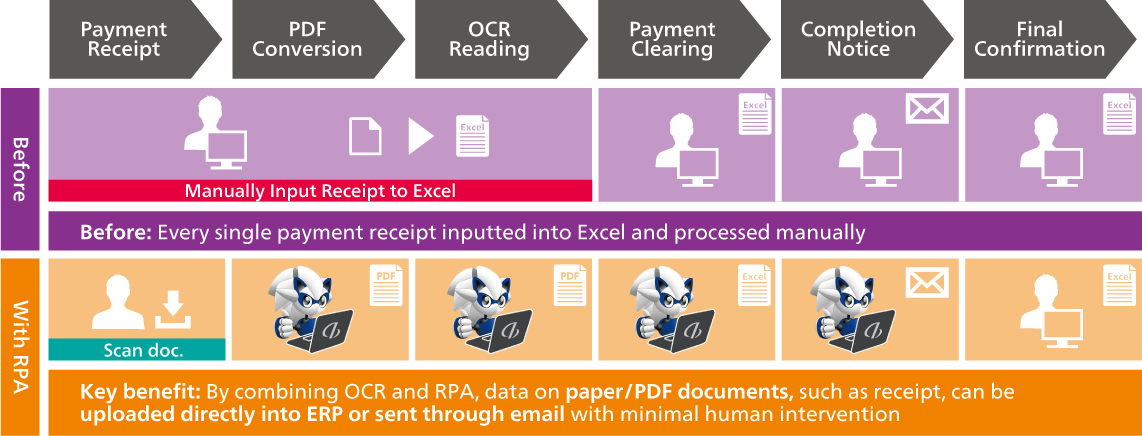 Payment
Receipt
PDF
Conversion
OCR
Reading
Payment
Clearing
Completion
Notice
Final
Confirmation
Before
Excel
Manually Input Receipt to Excel
Excel
Excel
Before: Every single payment receipt inputted into Excel and processed manually
With RPA
Scan doc.
PDF
PDF
Excel
Excel
Key benefit: By combining OCR and RPA, data on paper/PDF documents, such as receipt, can be
uploaded directly into ERP or sent through email with minimal human intervention